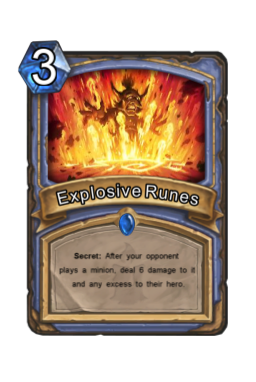 3
Explosive Runes
Secret: After your opponent
plays a minion, deal 6 damage to it
and any excess to their hero.